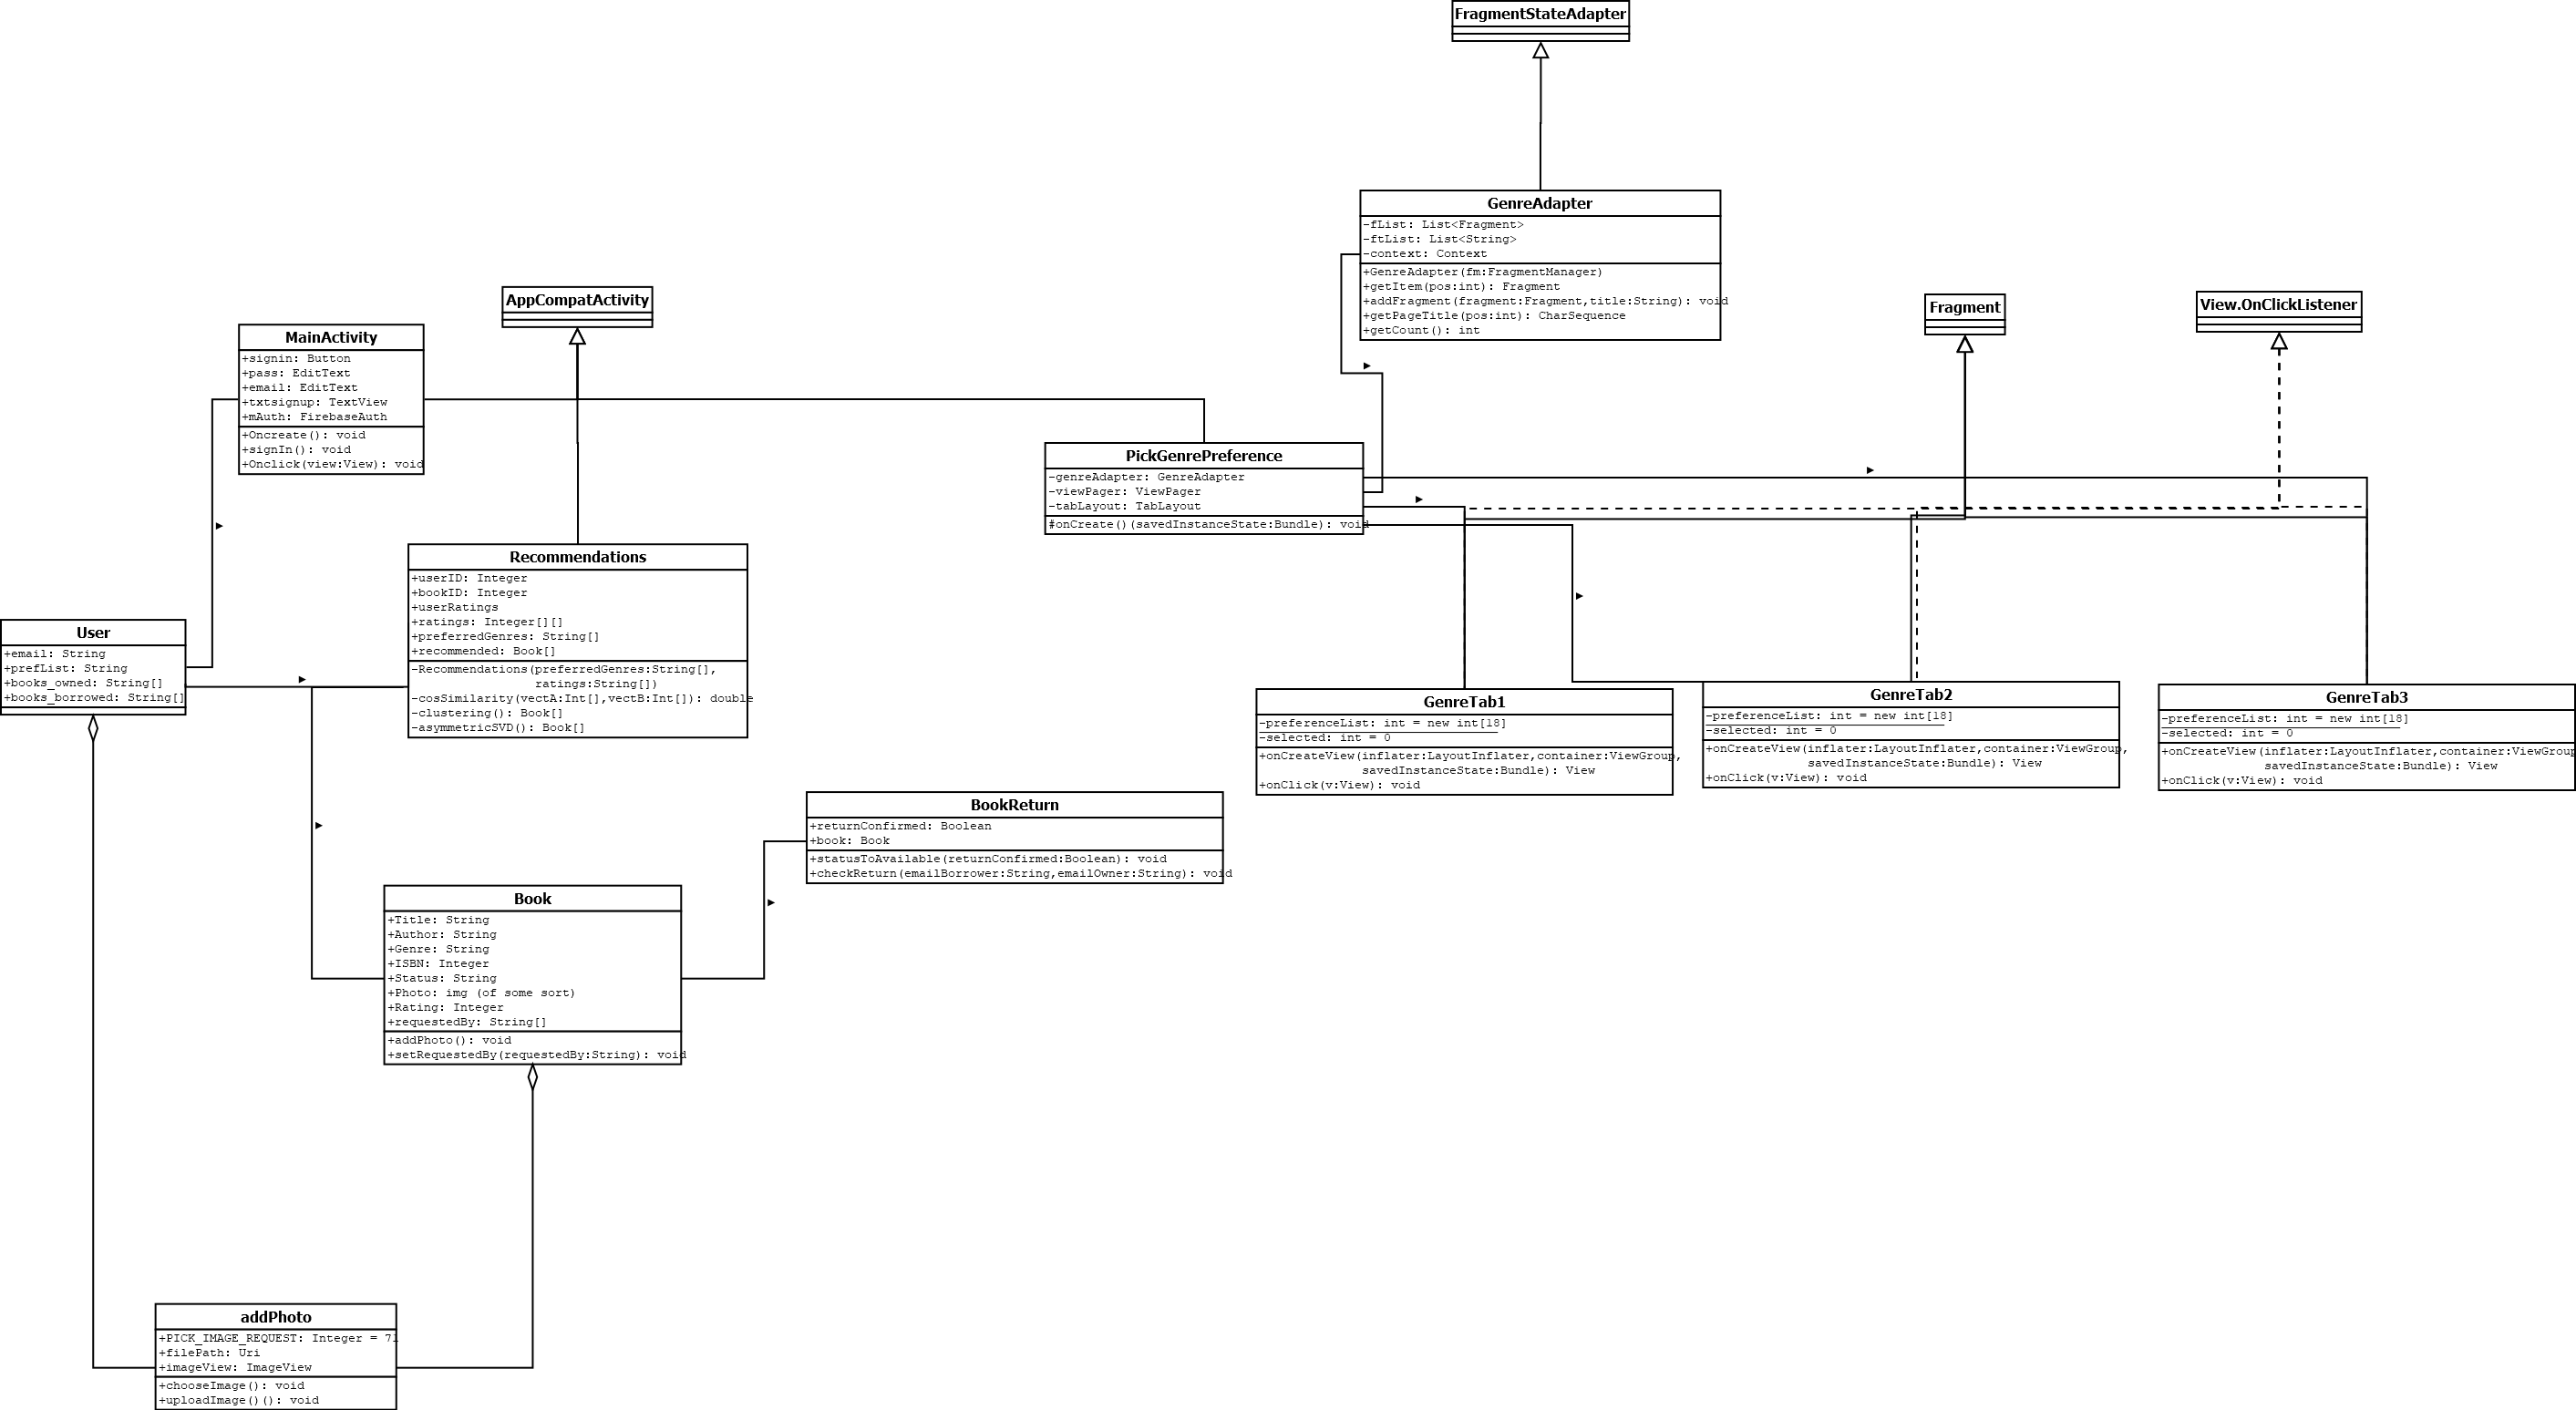 FragmentStateAdapter
GenreAdapter
-fList: List<Fragment>
-ftList: List<String>
-context: Context
+GenreAdapter(fm:FragmentManager)
+getItem(pos:int): Fragment
+addFragment(fragment:Fragment,title:String): void
+getPageTitle(pos:int): CharSequence
+getCount(): int
AppCompatActivity
Fragment
View.OnClickListener
MainActivity
+signin: Button
+pass: EditText
+email: EditText
+txtsignup: TextView
+mAuth: FirebaseAuth
+Oncreate(): void
+signIn(): void
+Onclick(view:View): void
PickGenrePreference
-genreAdapter: GenreAdapter
-viewPager: ViewPager
-tabLayout: TabLayout
#onCreate()(savedInstanceState:Bundle): void
Recommendations
+userID: Integer
+bookID: Integer
+userRatings
+ratings: Integer[][]
+preferredGenres: String[]
+recommended: Book[]
-Recommendations(preferredGenres:String[],
ratings:String[])
-cosSimilarity(vectA:Int[],vectB:Int[]): double
-clustering(): Book[]
-asymmetricSVD(): Book[]
User
+email: String
+prefList: String
+books_owned: String[]
+books_borrowed: String[]
GenreTab1
-preferenceList: int = new int[18]
-selected: int = 0
+onCreateView(inflater:LayoutInflater,container:ViewGroup,
savedInstanceState:Bundle): View
+onClick(v:View): void
GenreTab2
-preferenceList: int = new int[18]
-selected: int = 0
+onCreateView(inflater:LayoutInflater,container:ViewGroup,
savedInstanceState:Bundle): View
+onClick(v:View): void
GenreTab3
-preferenceList: int = new int[18]
-selected: int = 0
+onCreateView(inflater:LayoutInflater,container:ViewGroup
savedInstanceState:Bundle): View
+onClick(v:View): void
BookReturn
+returnConfirmed: Boolean
+book: Book
+statusToAvailable(returnConfirmed:Boolean): void
+checkReturn(emailBorrower:String,emailOwner:String): void
Book
+Title: String
+Author: String
+Genre: String
+ISBN: Integer
+Status: String
+Photo: img (of some sort)
+Rating: Integer
+requestedBy: String[]
+addPhoto(): void
+setRequestedBy(requestedBy:String): void
addPhoto
+PICK_IMAGE_REQUEST: Integer = 71
+filePath: Uri
+imageView: ImageView
+chooseImage(): void
+uploadImage()(): void